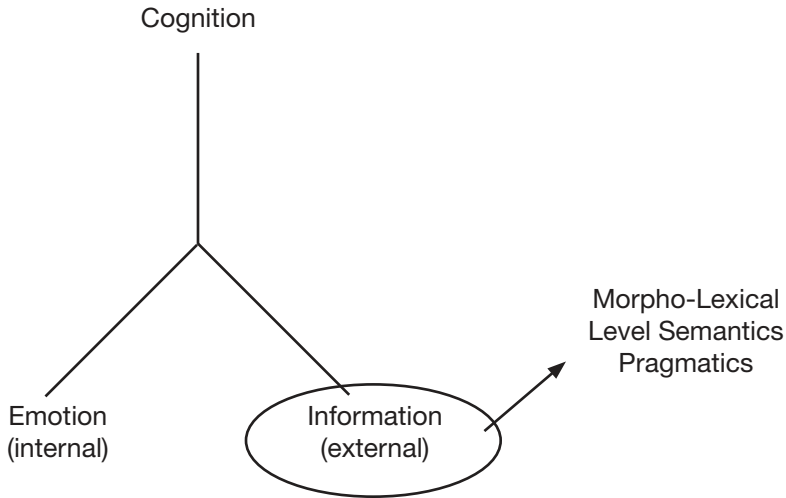 Cognition
Morpho-Lexical
Level Semantics
Pragmatics
Emotion
(internal)
Information
(external)